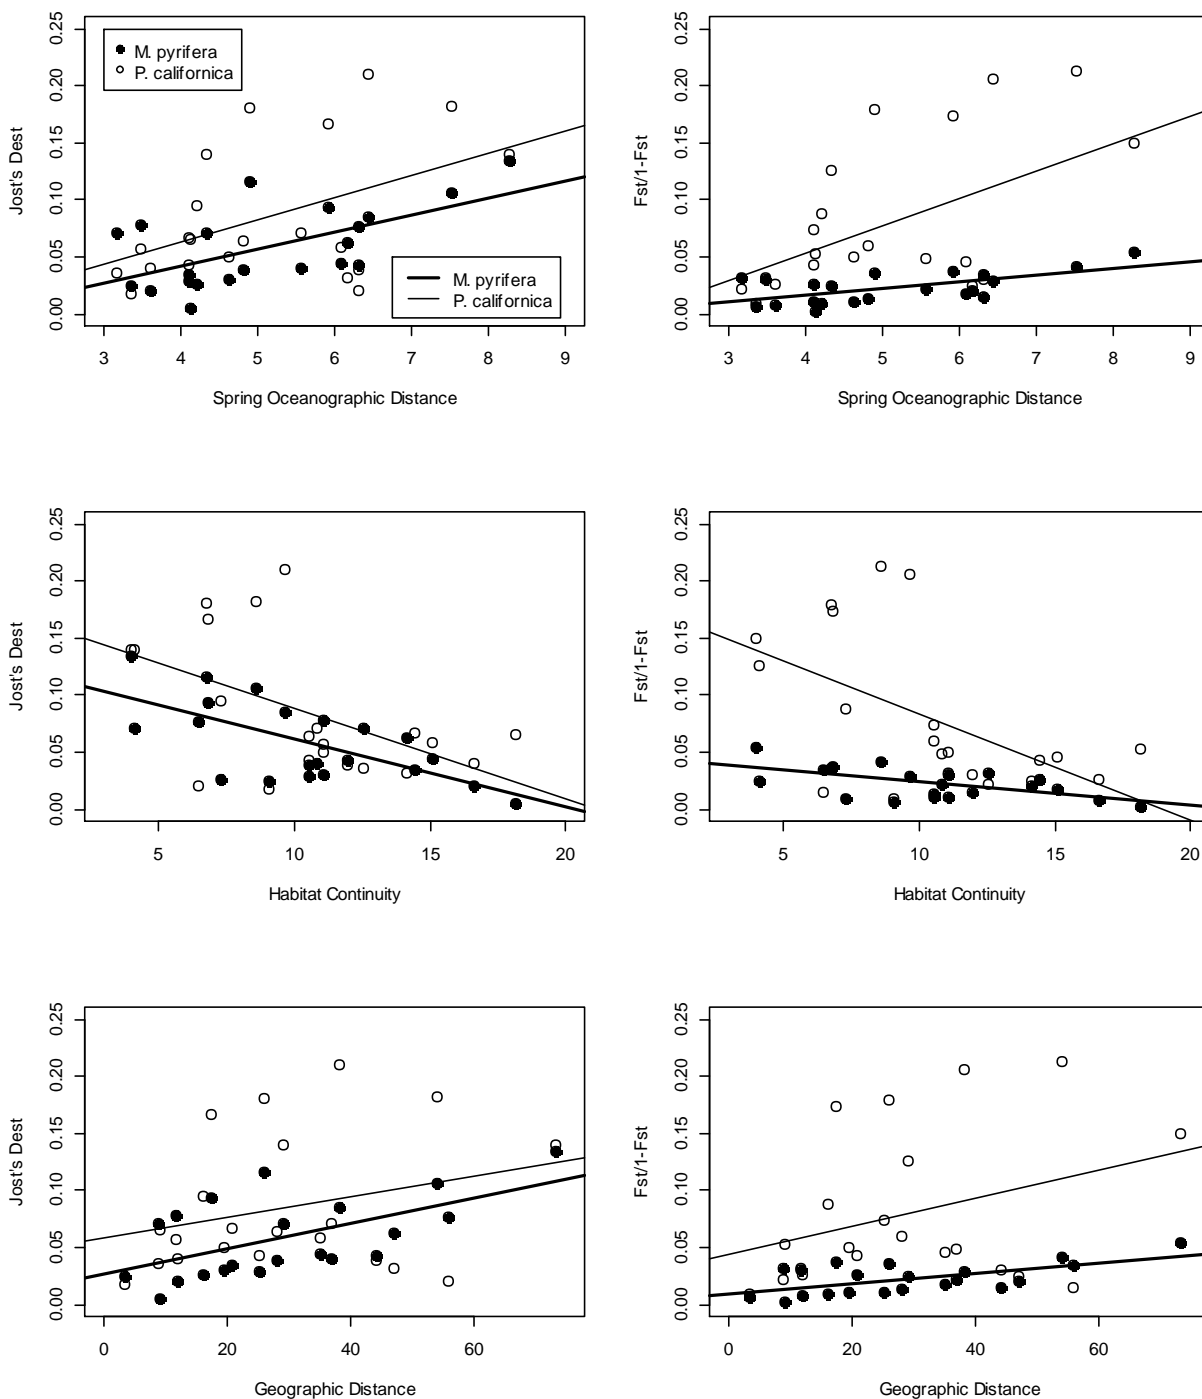 0.25
0.20
0.15
0.10
0.05
0.00
Jost's Dest
M. pyrifera
P. californica
M. pyrifera
P. californica
3 4 5 6 7 8 9
Spring Oceanographic Distance
0.25
0.20
0.15
0.10
0.05
0.00
Fst/1-Fst
3 4 5 6 7 8 9
Spring Oceanographic Distance
0.25
0.20
0.15
0.10
0.05
0.00
Jost's Dest
5 10 15 20
Habitat Continuity
0.25
0.20
0.15
0.10
0.05
0.00
Fst/1-Fst
5 10 15 20
Habitat Continuity
0.25
0.20
0.15
0.10
0.05
0.00
Jost's Dest
0 20 40 60
Geographic Distance
0.25
0.20
0.15
0.10
0.05
0.00
Fst/1-Fst
0 20 40 60
Geographic Distance